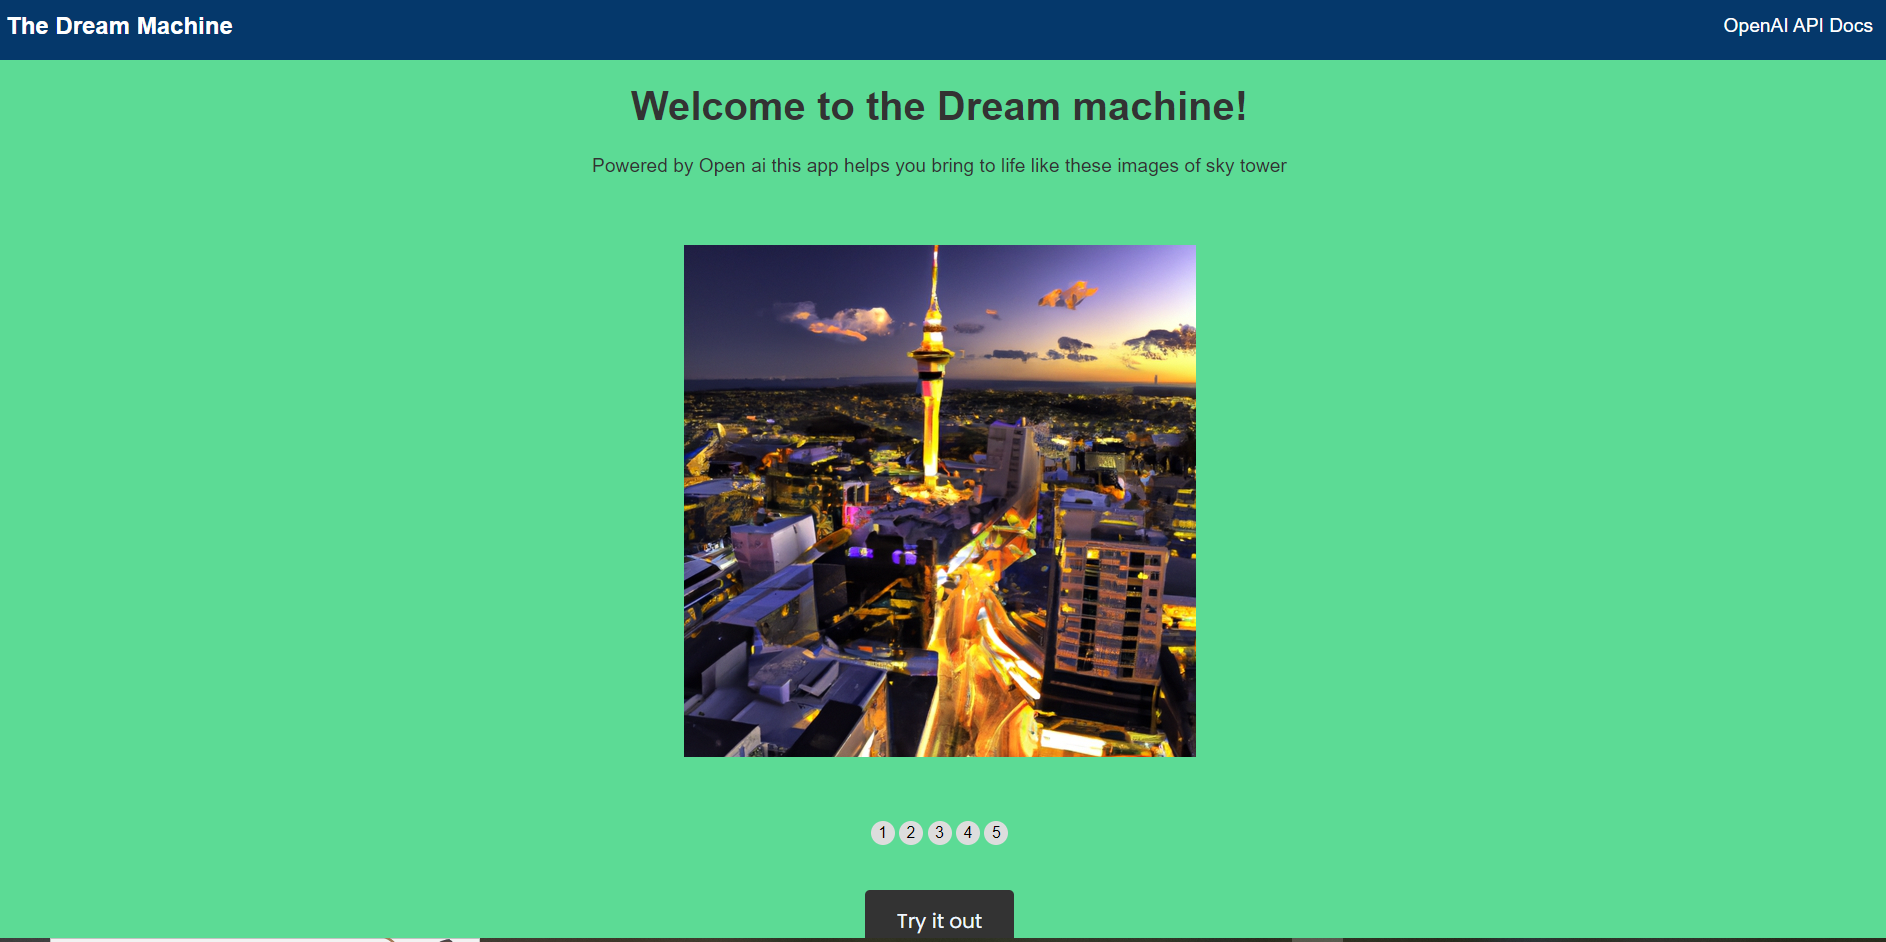 The Dream Machine
OpenAI API Docs
Welcome to the Dream machine!
Powered by Open ai this app helps you bring to life like these images of sky tower
1 2 3 4 5
Try it out